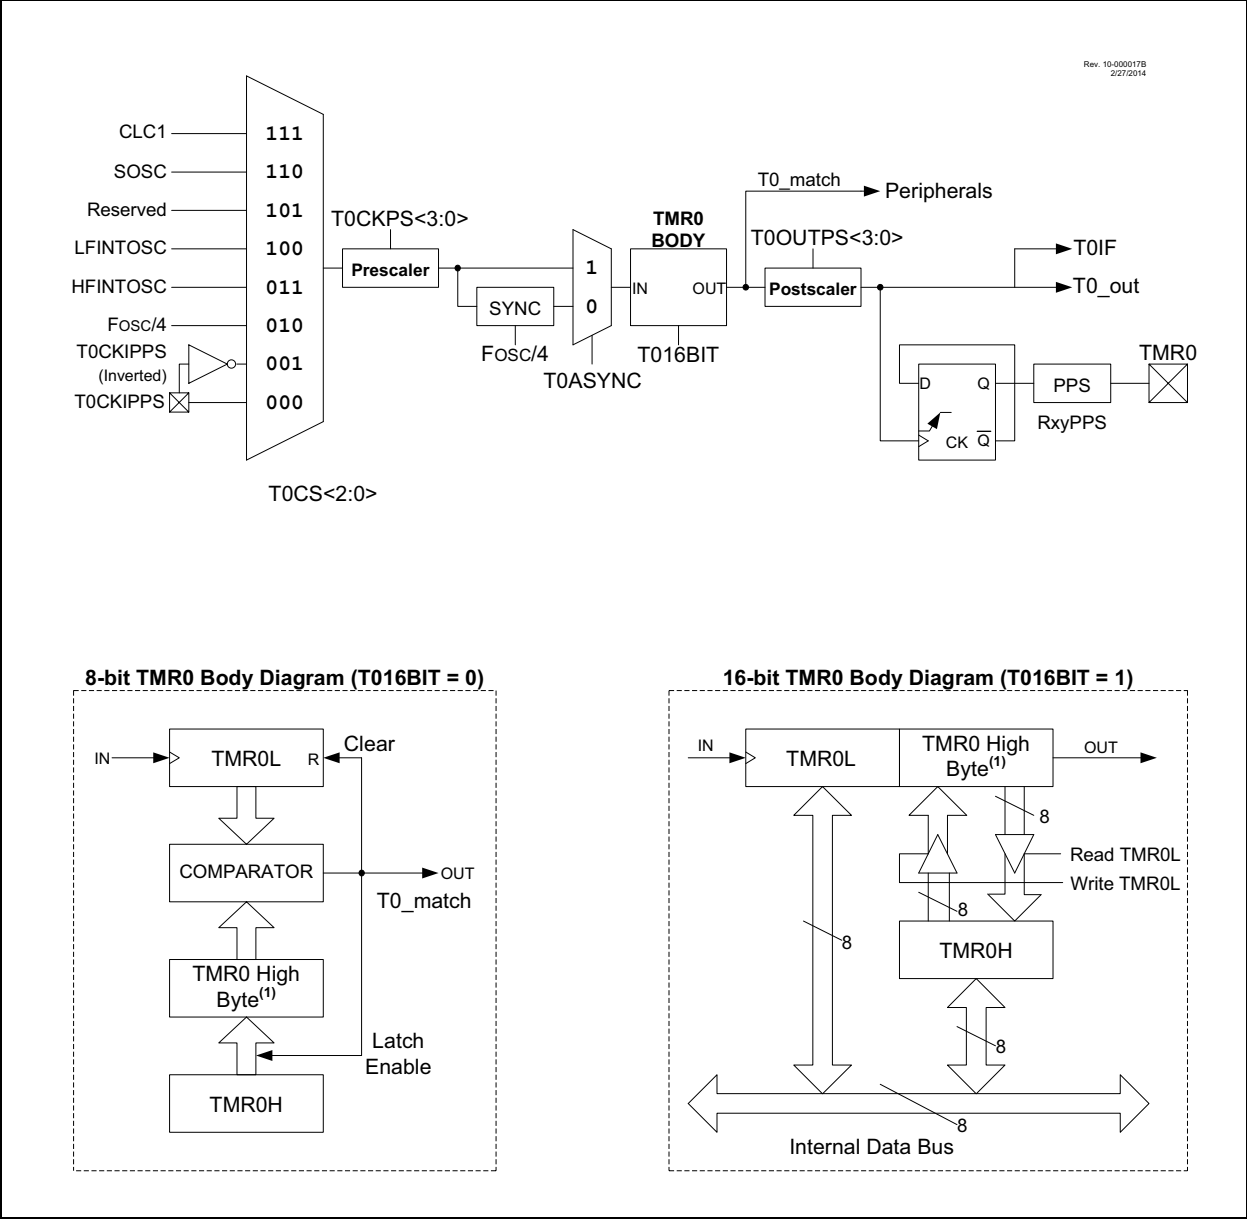 Rev. 10-000017B
2/27/2014
CLC1
111
SOSC
110
Reserved
101
LFINTOSC
100
HFINTOSC
011
FOSC/4
010
T0CKIPPS
(Inverted)
001
T0CKIPPS
000
T0CS<2:0>
T0CKPS<3:0>
Prescaler
SYNC
FOSC/4
1
0
T0ASYNC
TMR0
BODY
IN
OUT
T016BIT
T0_match
Peripherals
T0OUTPS<3:0>
Postscaler
T0IF
T0_out
D
Q
CK
Q
PPS
RxyPPS
TMR0
8-bit TMR0 Body Diagram (T016BIT = 0)
IN
TMR0L
R
Clear
COMPARATOR
OUT
T0_match
TMR0 High
Byte(1)
Latch
Enable
TMR0H
16-bit TMR0 Body Diagram (T016BIT = 1)
IN
TMR0L
TMR0 High
Byte(1)
OUT
8
Read TMR0L
Write TMR0L
8
8
TMR0H
8
8
Internal Data Bus